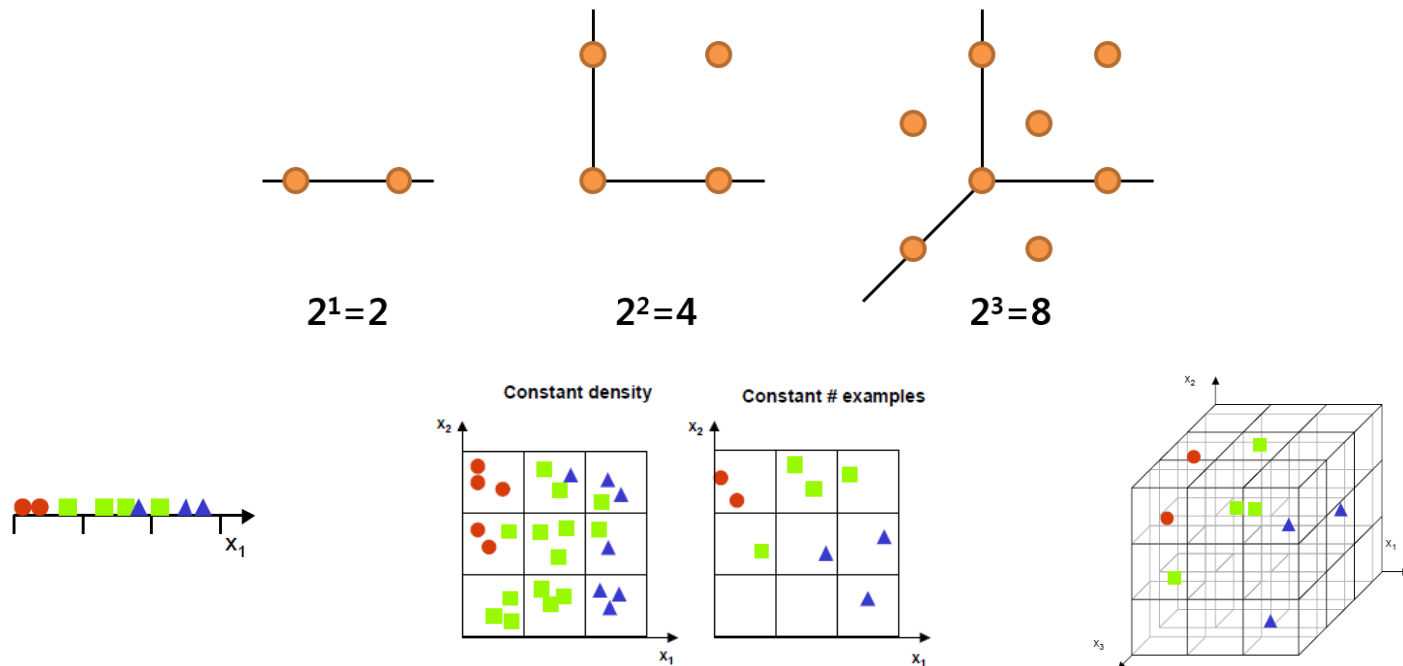 2¹=2
2²=4
2³=8
X₁
Constant density
X₂
X₁
Constant # examples
X₂
X₁
X₂
X₁
X₃